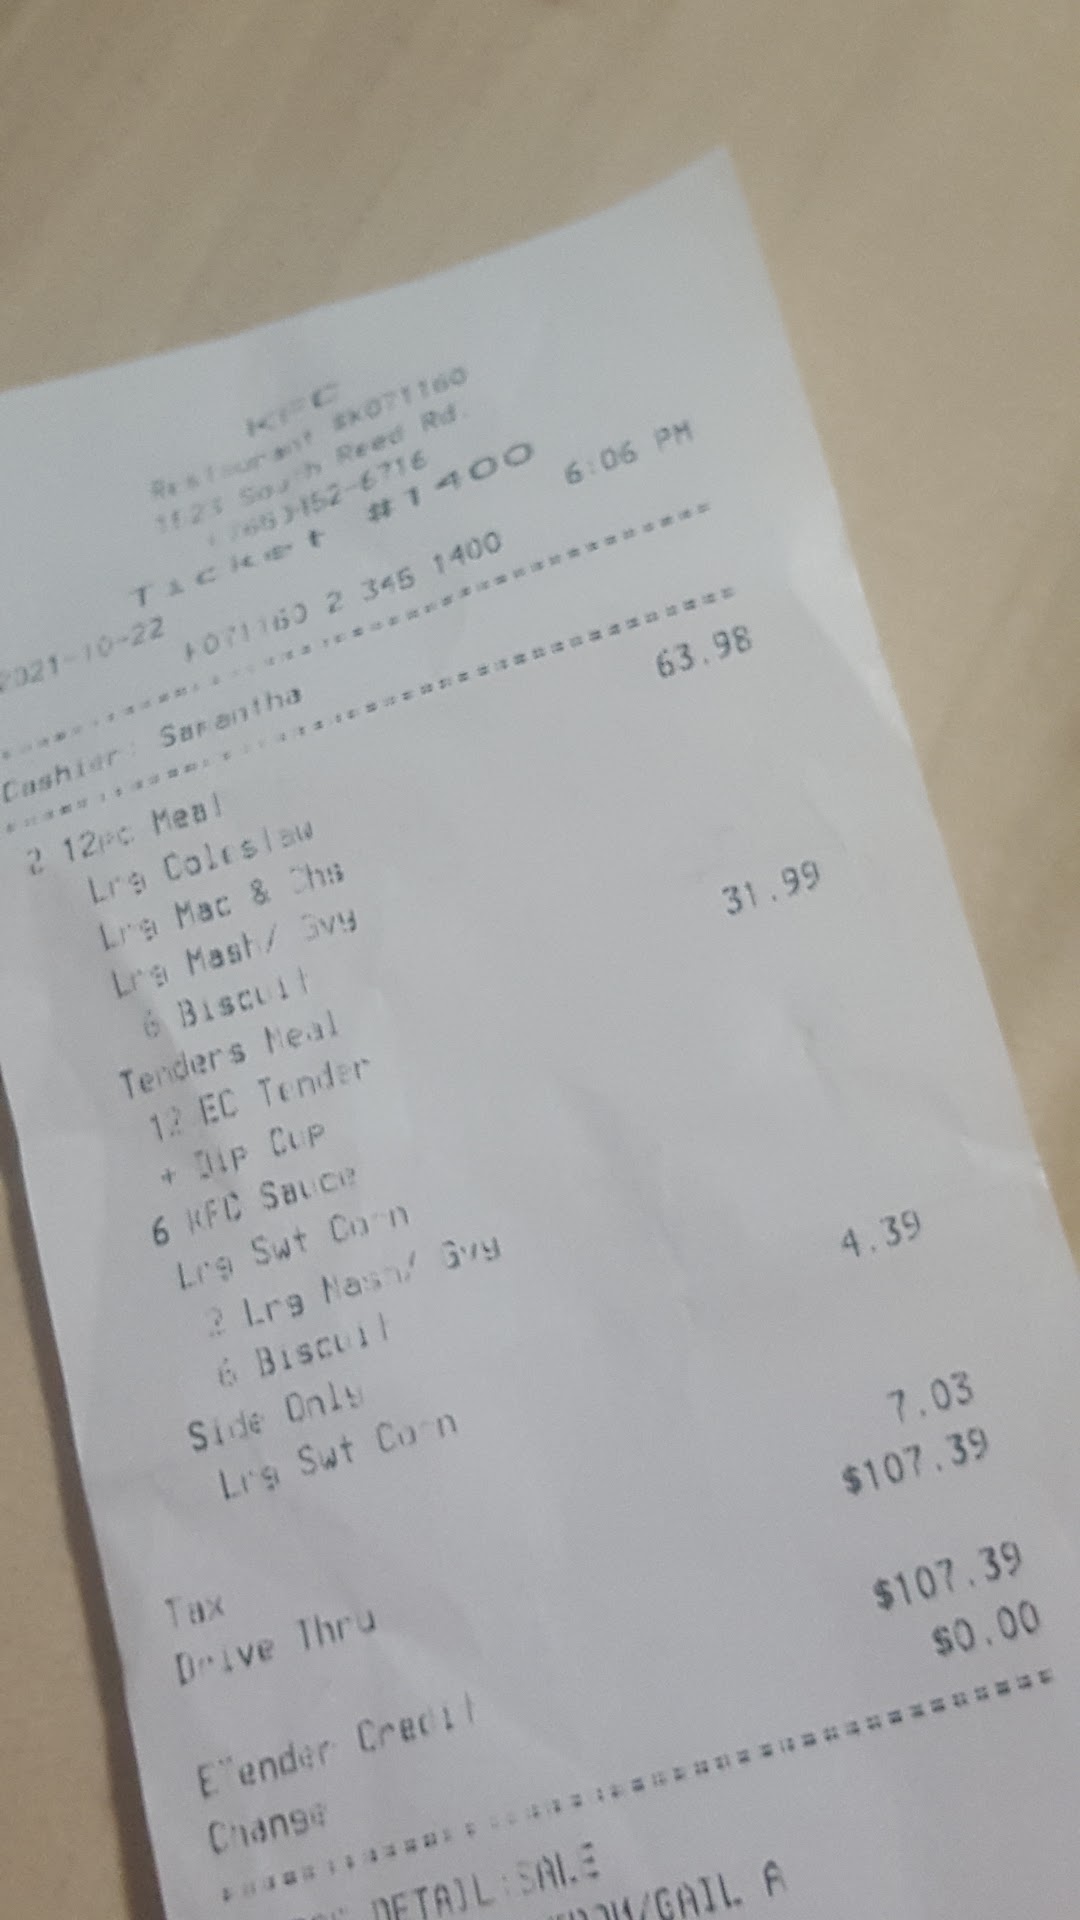 KFC
Restaurant #K071160
South Reed Rd.
Ticket #1400
2021-10-22 6:06 PM
K071160 2 345 1400
Cashier: Samantha
2 12pc Meal 63.98
Lrg Coleslaw
Lrg Mac & Chs
Lrg Mash/ Gvy
6 Biscuit
Tenders Meal 31.99
12 EC Tender
+ Dip Cup
6 KFC Sauce
Lrg Swt Corn
2 Lrg Mash/ Gvy
6 Biscuit
Side Only 4.39
Lrg Swt Corn
Tax 7.03
Drive Thru $107.39
ETender Credit $107.39
Change $0.00
DETAIL:SALE
/GAIL A